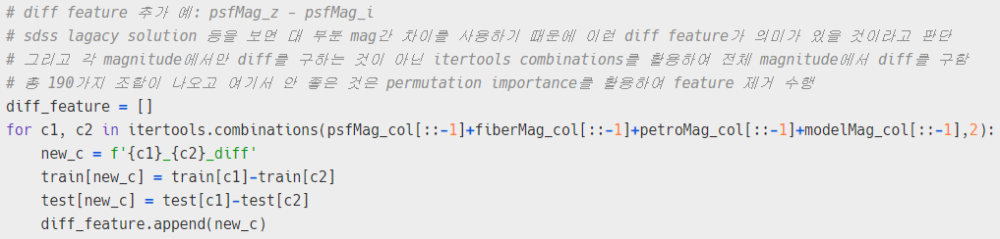 # diff feature 추가 예: psfMag_z - psfMag_i
# sdss lagacy solution 등을 보면 대 부분 mag간 차이를 사용하기 때문에 이런 diff feature가 의미가 있을 것이라고 판단
# 그리고 각 magnitude에서만 diff를 구하는 것이 아닌 itertools combinations를 활용하여 전체 magnitude에서 diff를 구함
# 총 190가지 조합이 나오고 여기서 안 좋은 것은 permutation importance를 활용하여 feature 제거 수행
diff_feature = []
for c1, c2 in itertools.combinations(psfMag_col[::-1]+fiberMag_col[::-1]+petroMag_col[::-1]+modelMag_col[::-1],2):
    new_c = f'{c1}_{c2}_diff'
    train[new_c] = train[c1]-train[c2]
    test[new_c] = test[c1]-test[c2]
    diff_feature.append(new_c)